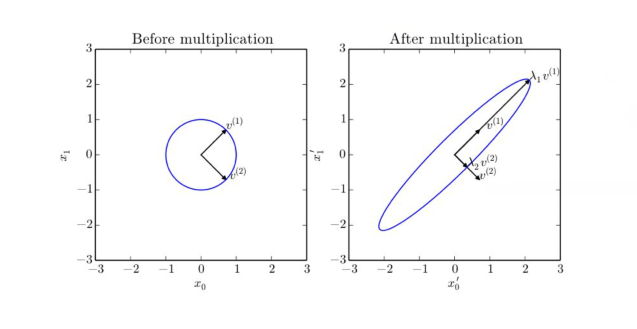 Before multiplication
3
2
1
0
−1
−2
−3
−3
−2
−1
0
1
2
3
x₀
x₁
v⁽¹⁾
v⁽²⁾
After multiplication
3
2
1
0
−1
−2
−3
−3
−2
−1
0
1
2
3
x₀′
x₁′
λ₁ v⁽¹⁾
v⁽¹⁾
λ₂ v⁽²⁾
v⁽²⁾